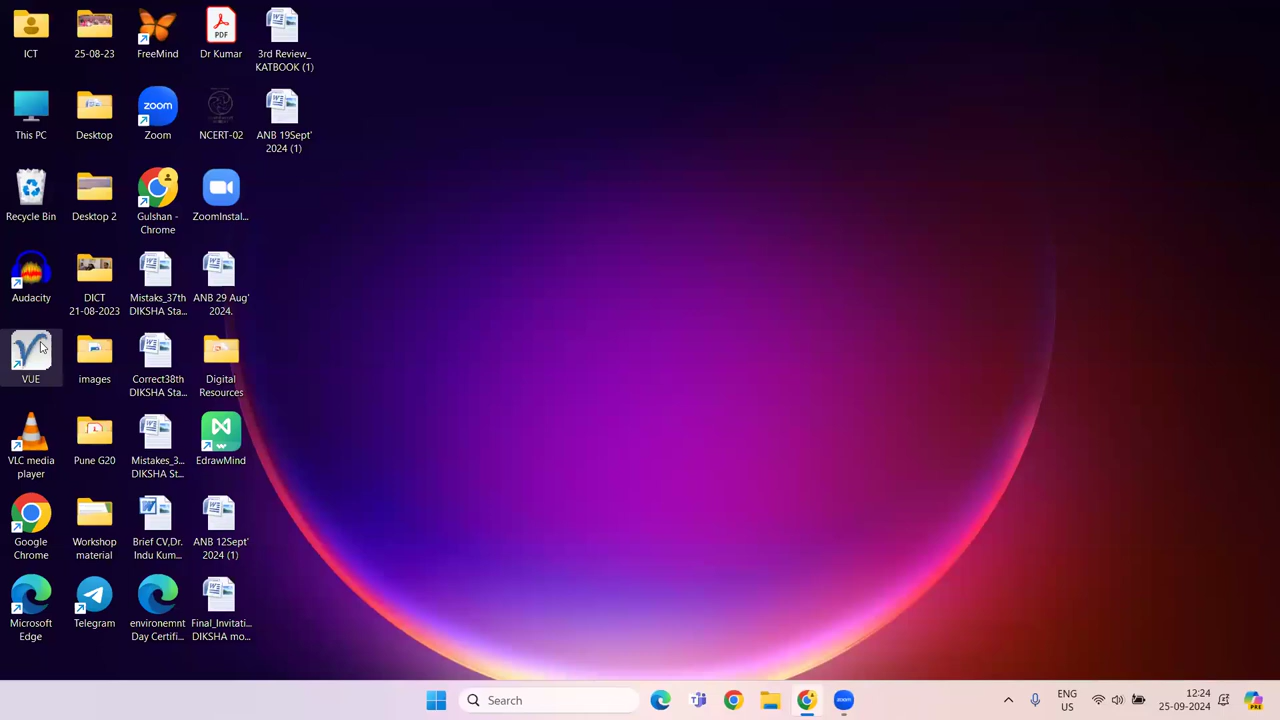 ICT
25-08-23
FreeMind
PDF
Dr Kumar
3rd Review_
KATBOOK (1)
This PC
Desktop
zoom
Zoom
NCERT-02
ANB 19Sept'
2024 (1)
Recycle Bin
Desktop 2
Gulshan -
Chrome
ZoomInstal...
Audacity
DICT
21-08-2023
Mistaks_37th
DIKSHA Sta...
ANB 29 Aug'
2024.
VUE
images
Correct38th
DIKSHA Sta...
Digital
Resources
VLC media
player
Pune G20
Mistakes_3...
DIKSHA St...
EdrawMind
Google
Chrome
Workshop
material
Brief CV,Dr.
Indu Kum...
ANB 12Sept'
2024 (1)
Microsoft
Edge
Telegram
environemnt
Day Certifi...
Final_Invitati...
DIKSHA mo...
Search
zoom
ENG
US
12:24
25-09-2024
PRE